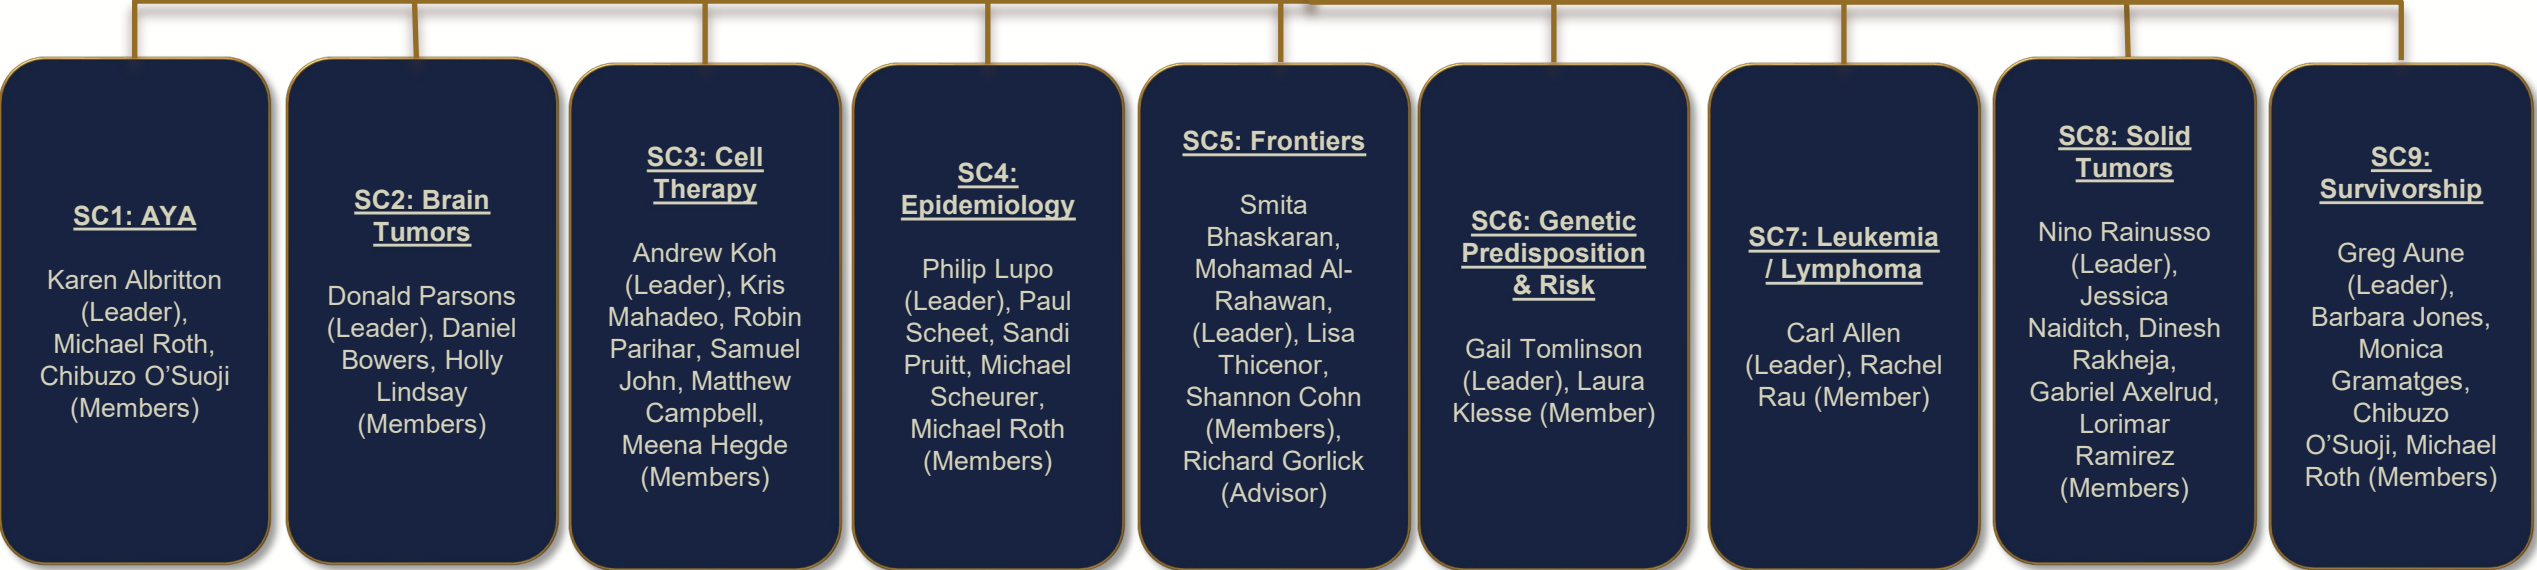 SC1: AYA
Karen Albritton
(Leader),
Michael Roth,
Chibuzo O’Suoji
(Members)
SC2: Brain
Tumors
Donald Parsons
(Leader), Daniel
Bowers, Holly
Lindsay
(Members)
SC3: Cell
Therapy
Andrew Koh
(Leader), Kris
Mahadeo, Robin
Parihar, Samuel
John, Matthew
Campbell,
Meena Hegde
(Members)
SC4:
Epidemiology
Philip Lupo
(Leader), Paul
Scheet, Sandi
Pruitt, Michael
Scheurer,
Michael Roth
(Members)
SC5: Frontiers
Smita
Bhaskaran,
Mohamad Al-
Rahawan,
(Leader), Lisa
Thicenor,
Shannon Cohn
(Members),
Richard Gorlick
(Advisor)
SC6: Genetic
Predisposition
& Risk
Gail Tomlinson
(Leader), Laura
Klesse (Member)
SC7: Leukemia
/ Lymphoma
Carl Allen
(Leader), Rachel
Rau (Member)
SC8: Solid
Tumors
Nino Rainusso
(Leader),
Jessica
Naiditch, Dinesh
Rakheja,
Gabriel Axelrud,
Lorimar
Ramirez
(Members)
SC9:
Survivorship
Greg Aune
(Leader),
Barbara Jones,
Monica
Gramatges,
Chibuzo
O’Suoji, Michael
Roth (Members)